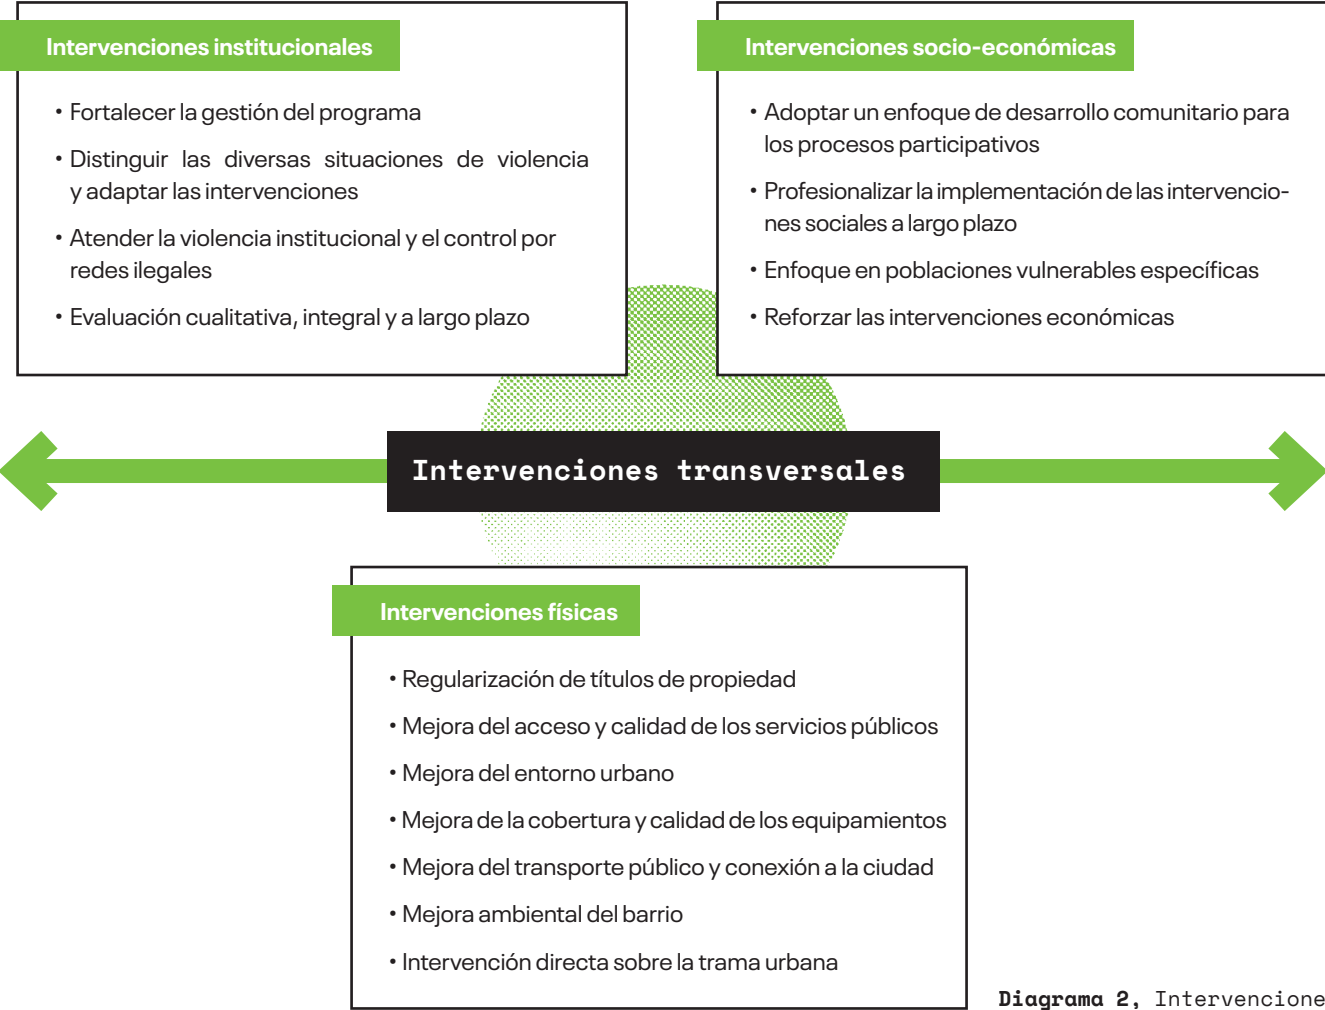 Intervenciones institucionales
• Fortalecer la gestión del programa
• Distinguir las diversas situaciones de violencia
y adaptar las intervenciones
• Atender la violencia institucional y el control por
redes ilegales
• Evaluación cualitativa, integral y a largo plazo
Intervenciones socio-económicas
• Adoptar un enfoque de desarrollo comunitario para
los procesos participativos
• Profesionalizar la implementación de las intervencio-
nes sociales a largo plazo
• Enfoque en poblaciones vulnerables específicas
• Reforzar las intervenciones económicas
Intervenciones transversales
Intervenciones físicas
• Regularización de títulos de propiedad
• Mejora del acceso y calidad de los servicios públicos
• Mejora del entorno urbano
• Mejora de la cobertura y calidad de los equipamientos
• Mejora del transporte público y conexión a la ciudad
• Mejora ambiental del barrio
• Intervención directa sobre la trama urbana
Diagrama 2, Intervencione